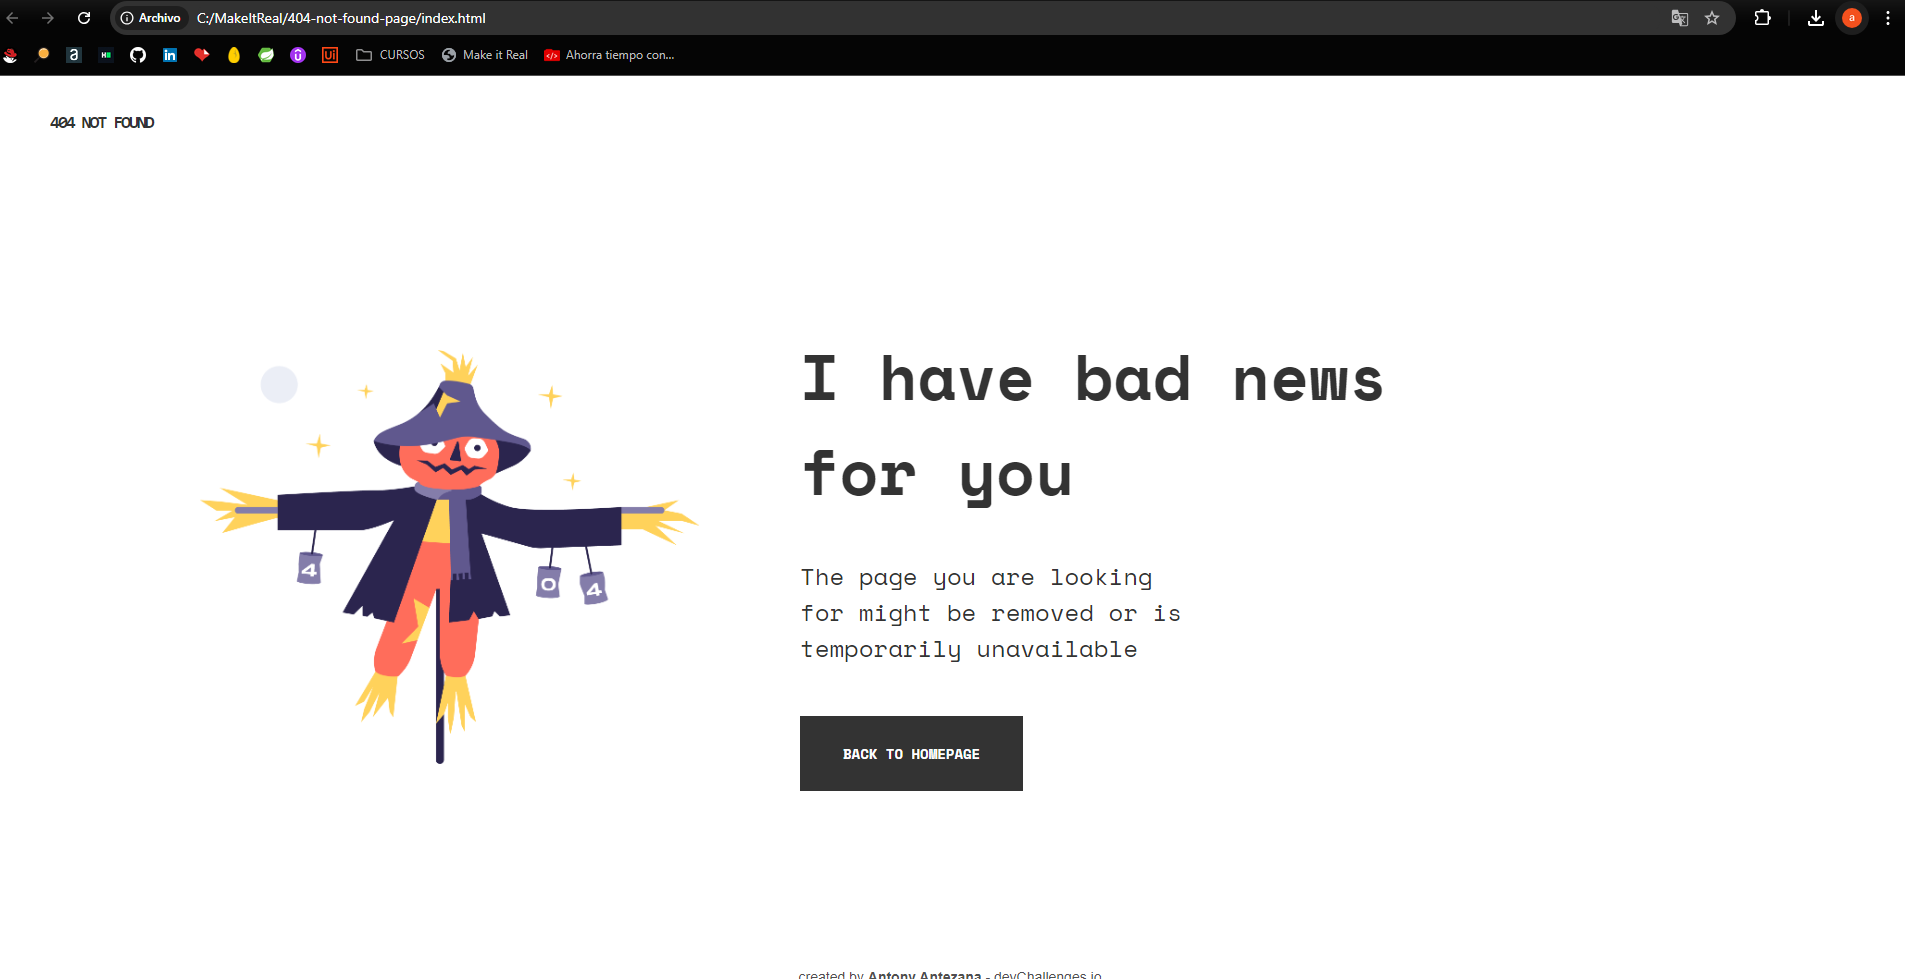 Archivo
C:/MakeItReal/404-not-found-page/index.html
a
a
in
û
Ui
CURSOS
Make it Real
Ahorra tiempo con...
404 NOT FOUND
I have bad news
for you
4
0
4
The page you are looking
for might be removed or is
temporarily unavailable
BACK TO HOMEPAGE
created by Antony Antezana - devChallenges.io